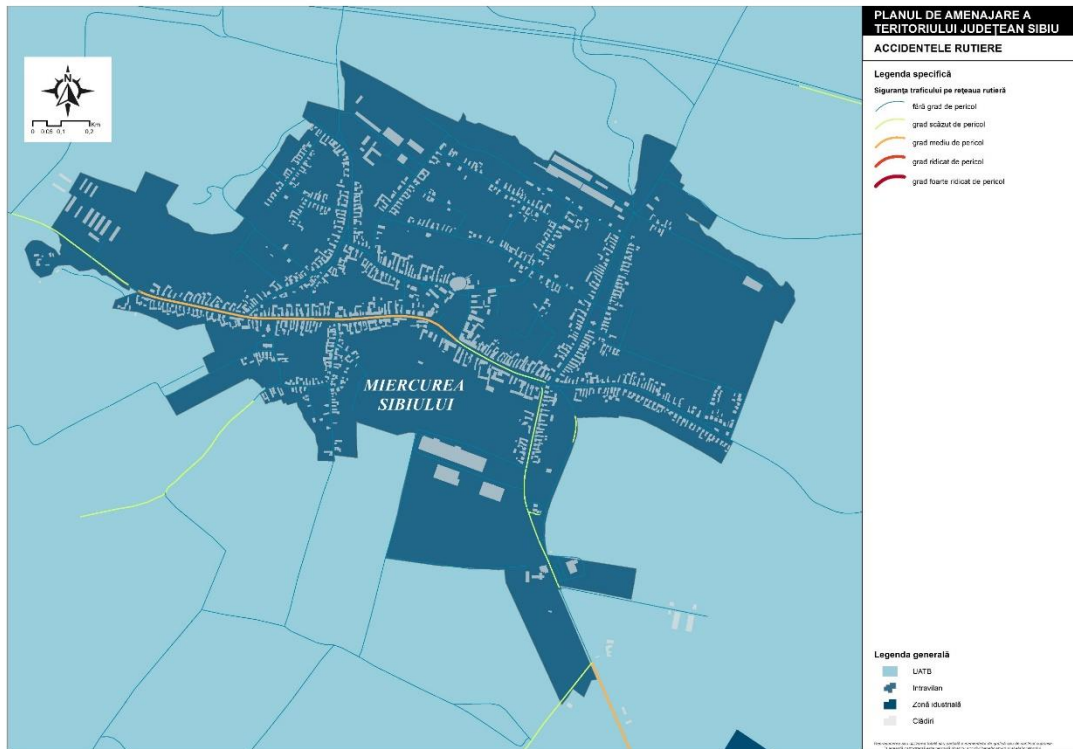 PLANUL DE AMENAJARE A
TERITORIULUI JUDEȚEAN SIBIU
ACCIDENTELE RUTIERE
Legenda specifică
Siguranța traficului pe rețeaua rutieră
fără grad de pericol
grad scăzut de pericol
grad mediu de pericol
grad ridicat de pericol
grad foarte ridicat de pericol
N
Km
0 0,05 0,1 0,2
MIERCUREA
SIBIULUI
Legenda generală
UATB
Intravilan
Zonă idustrială
Clădiri